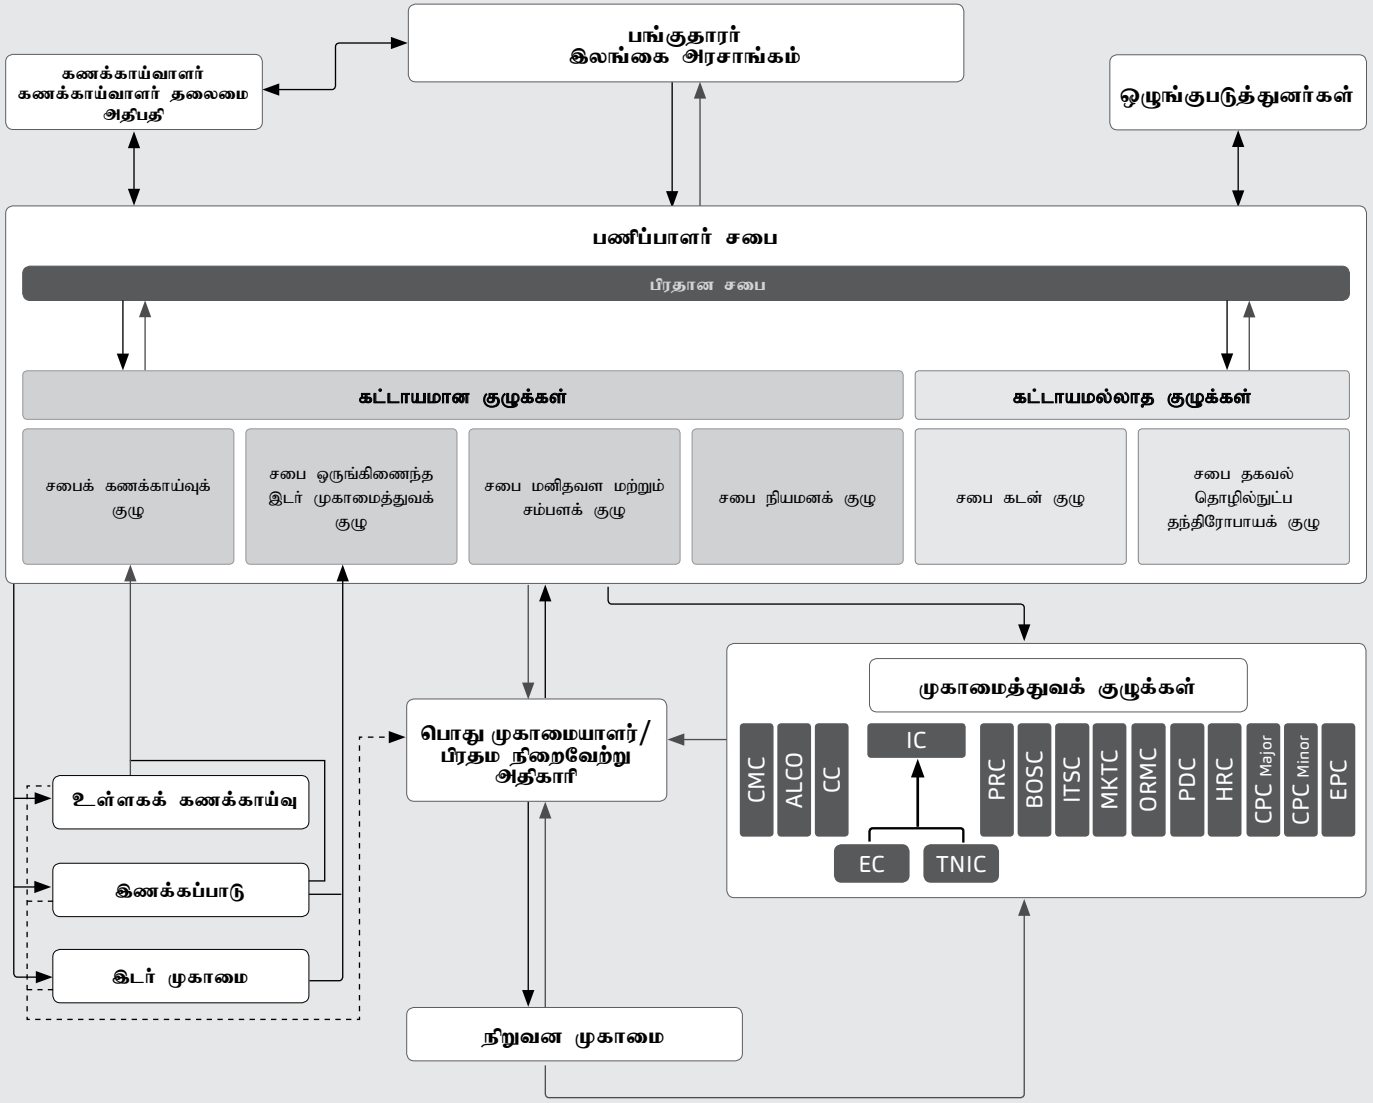 பங்குதாரர்
இலங்கை அரசாங்கம்
கணக்காய்வாளர்
கணக்காய்வாளர் தலைமை
அதிபதி
ஒழுங்குபடுத்துனர்கள்
பணிப்பாளர் சபை
பிரதான சபை
கட்டாயமான குழுக்கள்
கட்டாயமல்லாத குழுக்கள்
சபைக் கணக்காய்வுக்
குழு
சபை ஒருங்கிணைந்த
இடர் முகாமைத்துவக்
குழு
சபை மனிதவள மற்றும்
சம்பளக் குழு
சபை நியமனக் குழு
சபை கடன் குழு
சபை தகவல்
தொழில்நுட்ப
தந்திரோபாயக் குழு
முகாமைத்துவக் குழுக்கள்
CMC
ALCO
CC
IC
EC
TNIC
PRC
BOSC
ITSC
MKTC
ORMC
PDC
HRC
CPC Major
CPC Minor
EPC
பொது முகாமையாளர்/
பிரதம நிறைவேற்று
அதிகாரி
உள்ளகக் கணக்காய்வு
இணக்கப்பாடு
இடர் முகாமை
நிறுவன முகாமை